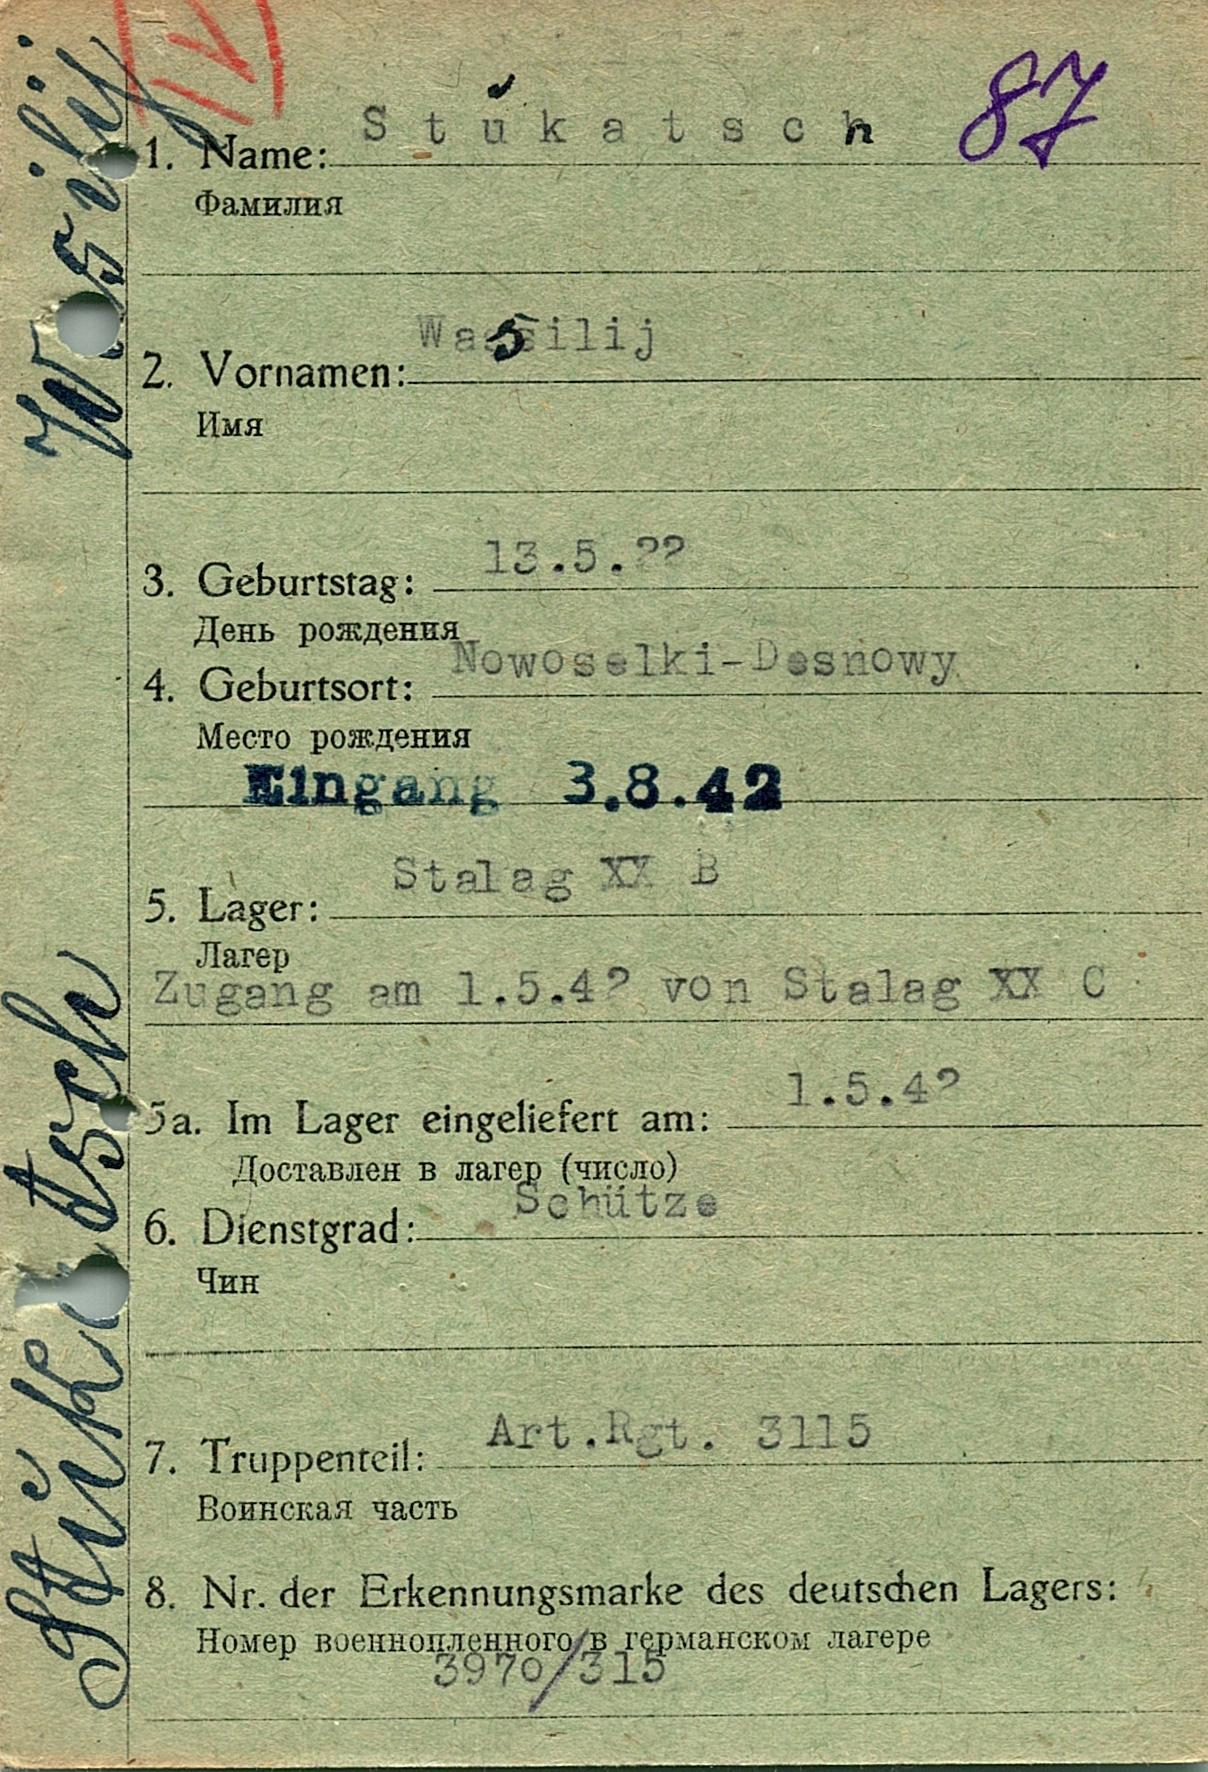 87
Stukatsch
1. Name:
Фамилия
Wassilij
2. Vornamen:
Имя
13.5.22
3. Geburtstag:
День рождения
Nowoselki-Desnowy
4. Geburtsort:
Место рождения
Eingang 3.8.42
Stalag XX B
5. Lager:
Лагер
Zugang am 1.5.42 von Stalag XX C
1.5.42
5a. Im Lager eingeliefert am:
Доставлен в лагер (число)
Schütze
6. Dienstgrad:
Чин
Art.Rgt. 3115
7. Truppenteil:
Воинская часть
8. Nr. der Erkennungsmarke des deutschen Lagers:
Номер военнопленного в германском лагере
3970/315
Stŭkatsch Wasilij